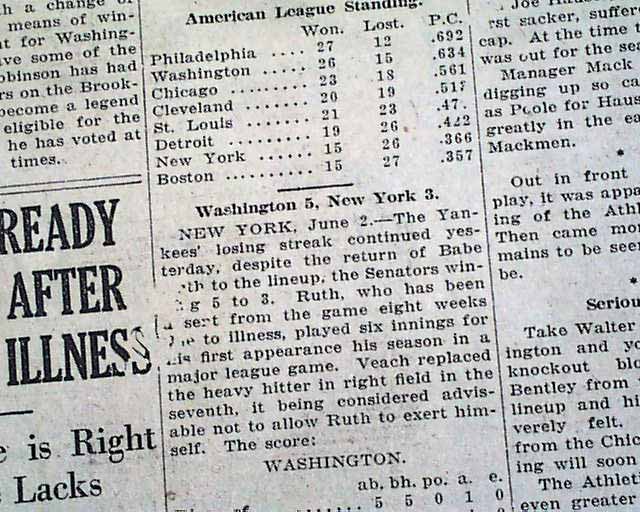 h a change of
means of win-
t for Washing-
ve some of the
obinson has had
rs on the Brook-
become a legend
eligible for the
he has voted at
times.
READY
AFTER
ILLNESS
e is Right
Lacks
American League Standing.
Won. Lost. P.C.
Philadelphia .... 27 12 .692
Washington ..... 26 15 .634
Chicago ........ 23 18 .561
Cleveland ....... 20 19 .513
St. Louis ....... 21 23 .47.
Detroit ......... 19 26 .422
New York ...... 15 26 .366
Boston ......... 15 27 .357
Washington 5, New York 3.
NEW YORK, June 2.—The Yan-
kees' losing streak continued yes-
terday, despite the return of Babe
th to the lineup, the Senators win-
g 5 to 3. Ruth, who has been
sert from the game eight weeks
e to illness, played six innings for
his first appearance his season in a
major league game. Veach replaced
the heavy hitter in right field in the
seventh, it being considered advis-
able not to allow Ruth to exert him-
self. The score:
WASHINGTON.
ab. bh. po. a. e.
5 5 0 1 0
Joe
rst sacker, suffere
cap. At the time t
was out for the se
Manager Mack
digging up so ca
as Poole for Haus
greatly in the ea
Mackmen.
*
Out in front
play, it was appa
ing of the Athl
Then came mor
mains to be seen
be.
*
Seriou
Take Walter
ington and yo
knockout blo
Bentley from
lineup and hi
verely felt.
from the Chic
ing will soon
The Athleti
even greater